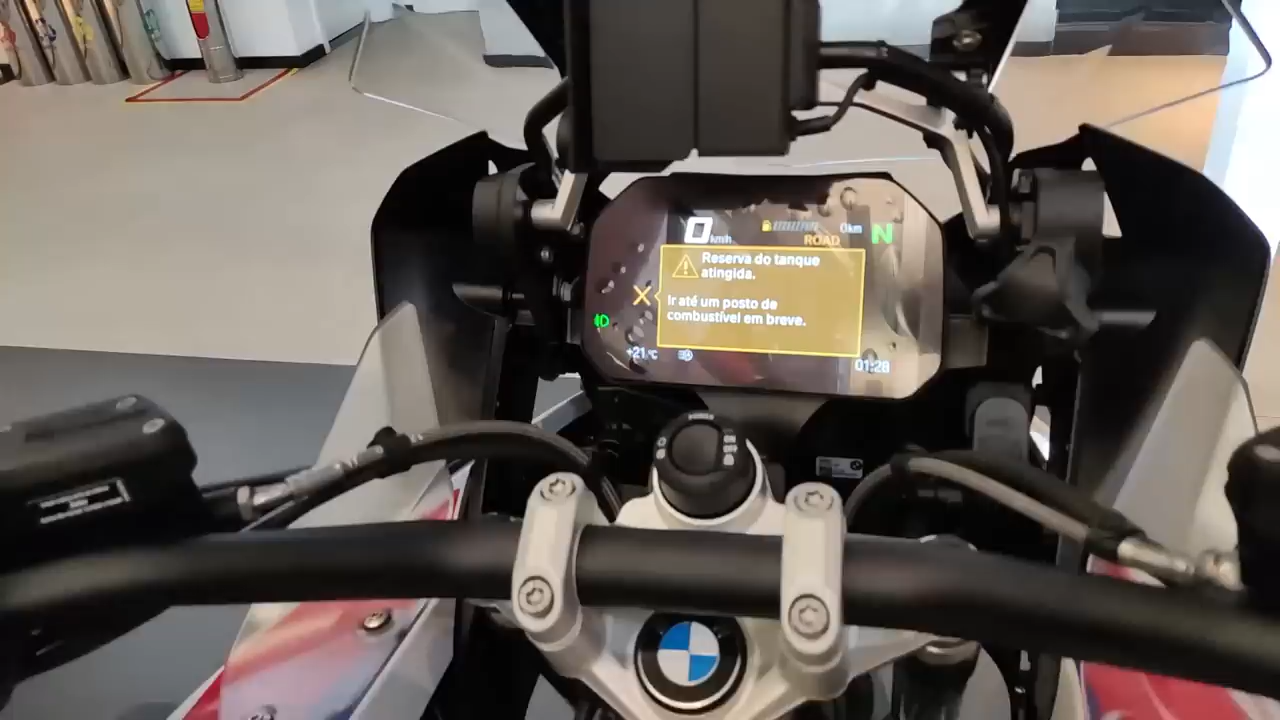 0 km/h
0km
N
ROAD
Reserva do tanque
atingida.
Ir até um posto de
combustível em breve.
+21 °C
01:28
ON